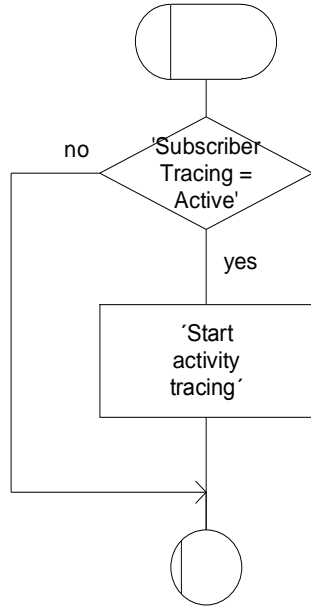 no
'Subscriber
Tracing =
Active'
yes
´Start
activity
tracing´